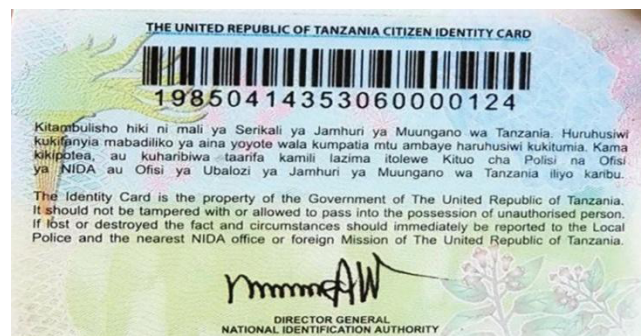 THE UNITED REPUBLIC OF TANZANIA CITIZEN IDENTITY CARD
19850414353060000124
Kitambulisho hiki ni mali ya Serikali ya Jamhuri ya Muungano wa Tanzania. Huruhusiwi
kukifanyia mabadiliko ya aina yoyote wala kumpatia mtu ambaye haruhusiwi kukitumia. Kama
kikipotea, au kuharibiwa taarifa kamili lazima itolewe Kituo cha Polisi na Ofisi
ya NIDA au Ofisi ya Ubalozi ya Jamhuri ya Muungano wa Tanzania iliyo karibu.
The Identity Card is the property of the Government of The United Republic of Tanzania.
It should not be tampered with or allowed to pass into the possession of unauthorised person.
If lost or destroyed the fact and circumstances should immediately be reported to the Local
Police and the nearest NIDA office or foreign Mission of The United Republic of Tanzania.
DIRECTOR GENERAL
NATIONAL IDENTIFICATION AUTHORITY